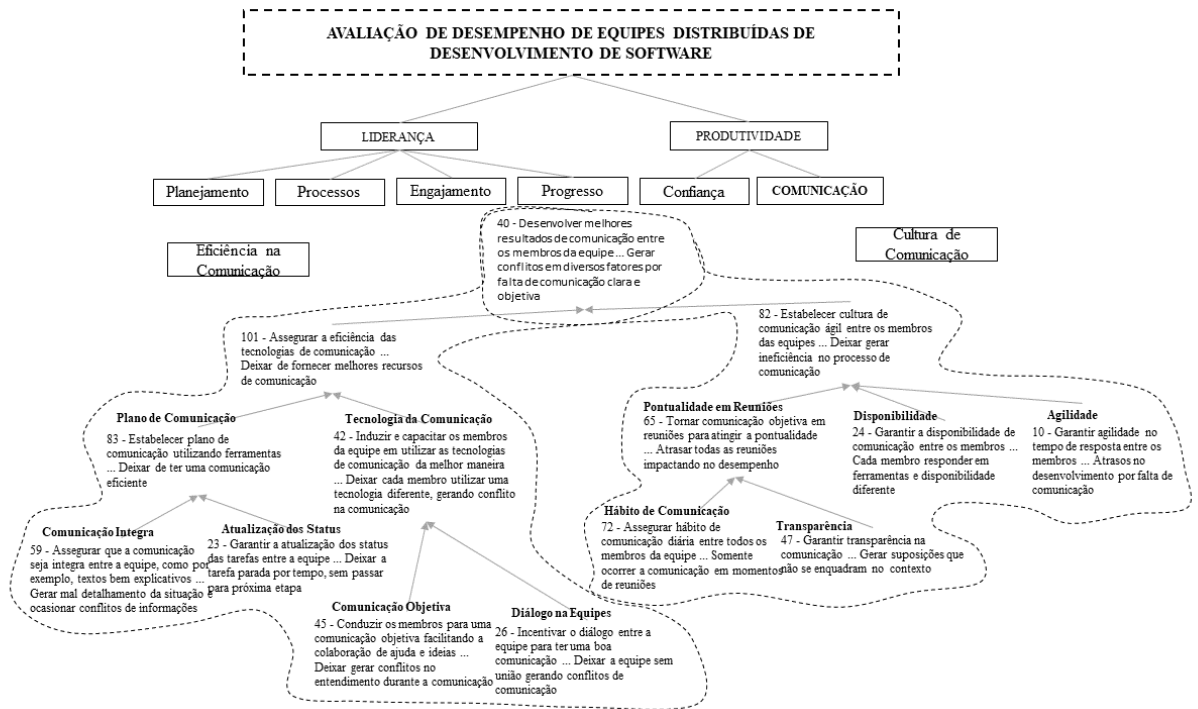 AVALIAÇÃO DE DESEMPENHO DE EQUIPES DISTRIBUÍDAS DE
DESENVOLVIMENTO DE SOFTWARE
LIDERANÇA
PRODUTIVIDADE
Planejamento
Processos
Engajamento
Progresso
Confiança
COMUNICAÇÃO
Eficiência na
Comunicação
40 - Desenvolver melhores
resultados de comunicação entre
os membros da equipe ... Gerar
conflitos em diversos fatores por
falta de comunicação clara e
objetiva
Cultura de
Comunicação
101 - Assegurar a eficiência das
tecnologias de comunicação ...
Deixar de fornecer melhores recursos
de comunicação
82 - Estabelecer cultura de
comunicação ágil entre os membros
das equipes ... Deixar gerar
ineficiência no processo de
comunicação
Plano de Comunicação
83 - Estabelecer plano de
comunicação utilizando ferramentas
... Deixar de ter uma comunicação
eficiente
Tecnologia da Comunicação
42 - Induzir e capacitar os membros
da equipe em utilizar as tecnologias
de comunicação da melhor maneira
... Deixar cada membro utilizar uma
tecnologia diferente, gerando conflito
na comunicação
Pontualidade em Reuniões
65 - Tornar comunicação objetiva em
reuniões para atingir a pontualidade
... Atrasar todas as reuniões
impactando no desempenho
Disponibilidade
24 - Garantir a disponibilidade de
comunicação entre os membros ...
Cada membro responder em
ferramentas e disponibilidade
diferente
Agilidade
10 - Garantir agilidade no
tempo de resposta entre os
membros ... Atrasos no
desenvolvimento por falta de
comunicação
Comunicação Integra
59 - Assegurar que a comunicação
seja integra entre a equipe, como por
exemplo, textos bem explicativos ...
Gerar mal detalhamento da situação e
ocasionar conflitos de informações
Atualização dos Status
23 - Garantir a atualização dos status
das tarefas entre a equipe ... Deixar a
tarefa parada por tempo, sem passar
para próxima etapa
Hábito de Comunicação
72 - Assegurar hábito de
comunicação diária entre todos os
membros da equipe ... Somente
ocorrer a comunicação em momentos
de reuniões
Transparência
47 - Garantir transparência na
comunicação ... Gerar suposições que
não se enquadram no contexto
Comunicação Objetiva
45 - Conduzir os membros para uma
comunicação objetiva facilitando a
colaboração de ajuda e ideias ...
Deixar gerar conflitos no
entendimento durante a comunicação
Diálogo na Equipes
26 - Incentivar o diálogo entre a
equipe para ter uma boa
comunicação ... Deixar a equipe sem
união gerando conflitos de
comunicação